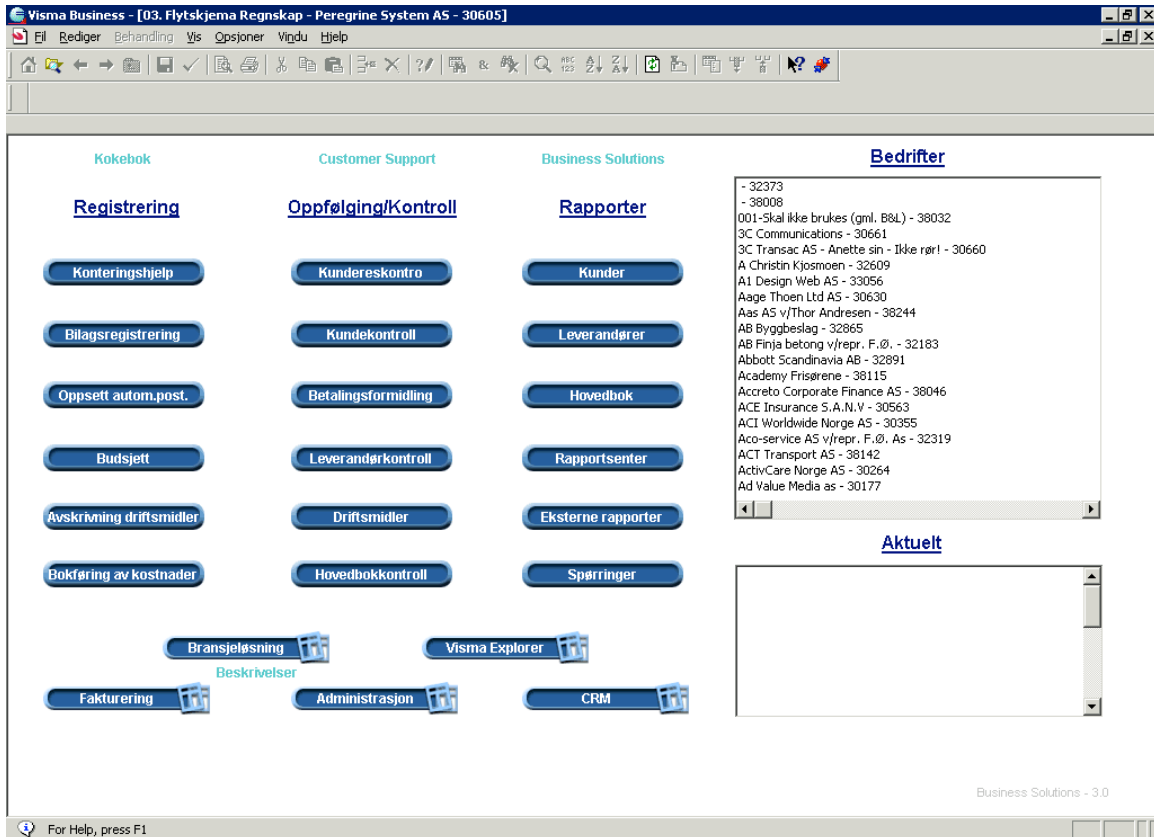 Visma Business - [03. Flytskjema Regnskap - Peregrine System AS - 30605]
Fil Rediger Behandling Vis Opsjoner Vindu Hjelp
Kokebok
Customer Support
Business Solutions
Registrering
Oppfølging/Kontroll
Rapporter
Konteringshjelp
Kundereskontro
Kunder
Bilagsregistrering
Kundekontroll
Leverandører
Oppsett autom.post.
Betalingsformidling
Hovedbok
Budsjett
Leverandørkontroll
Rapportsenter
Avskrivning driftsmidler
Driftsmidler
Eksterne rapporter
Bokføring av kostnader
Hovedbokkontroll
Spørringer
Bransjeløsning
Visma Explorer
Beskrivelser
Fakturering
Administrasjon
CRM
Bedrifter
- 32373
- 38008
001-Skal ikke brukes (gml. B&L) - 38032
3C Communications - 30661
3C Transac AS - Anette sin - Ikke rør! - 30660
A Christin Kjosmoen - 32609
A1 Design Web AS - 33056
Aage Thoen Ltd AS - 30630
Aas AS v/Thor Andresen - 38244
AB Byggbeslag - 32865
AB Finja betong v/repr. F.Ø. - 32183
Abbott Scandinavia AB - 32891
Academy Frisørene - 38115
Accreto Corporate Finance AS - 38046
ACE Insurance S.A.N.V - 30563
ACI Worldwide Norge AS - 30355
Aco-service AS v/repr. F.Ø. As - 32319
ACT Transport AS - 38142
ActivCare Norge AS - 30264
Ad Value Media as - 30177
Aktuelt
Business Solutions - 3.0
For Help, press F1